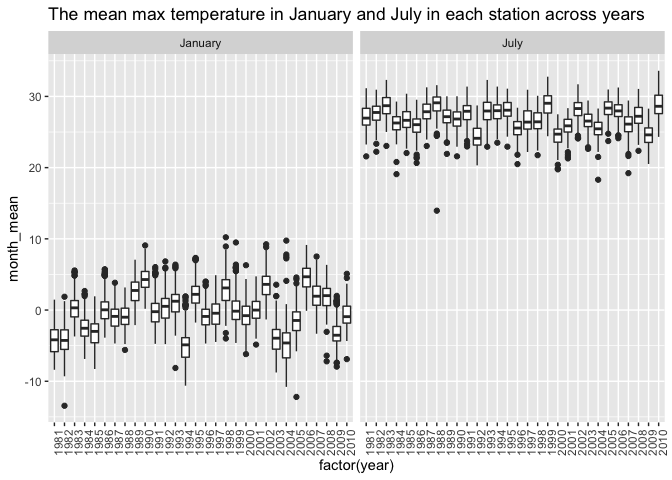 The mean max temperature in January and July in each station across years
January July
month_mean
30
20
10
0
-10
1981 1982 1983 1984 1985 1986 1987 1988 1989 1990 1991 1992 1993 1994 1995 1996 1997 1998 1999 2000 2001 2002 2003 2004 2005 2006 2007 2008 2009 2010 1981 1982 1983 1984 1985 1986 1987 1988 1989 1990 1991 1992 1993 1994 1995 1996 1997 1998 1999 2000 2001 2002 2003 2004 2005 2006 2007 2008 2009 2010
factor(year)